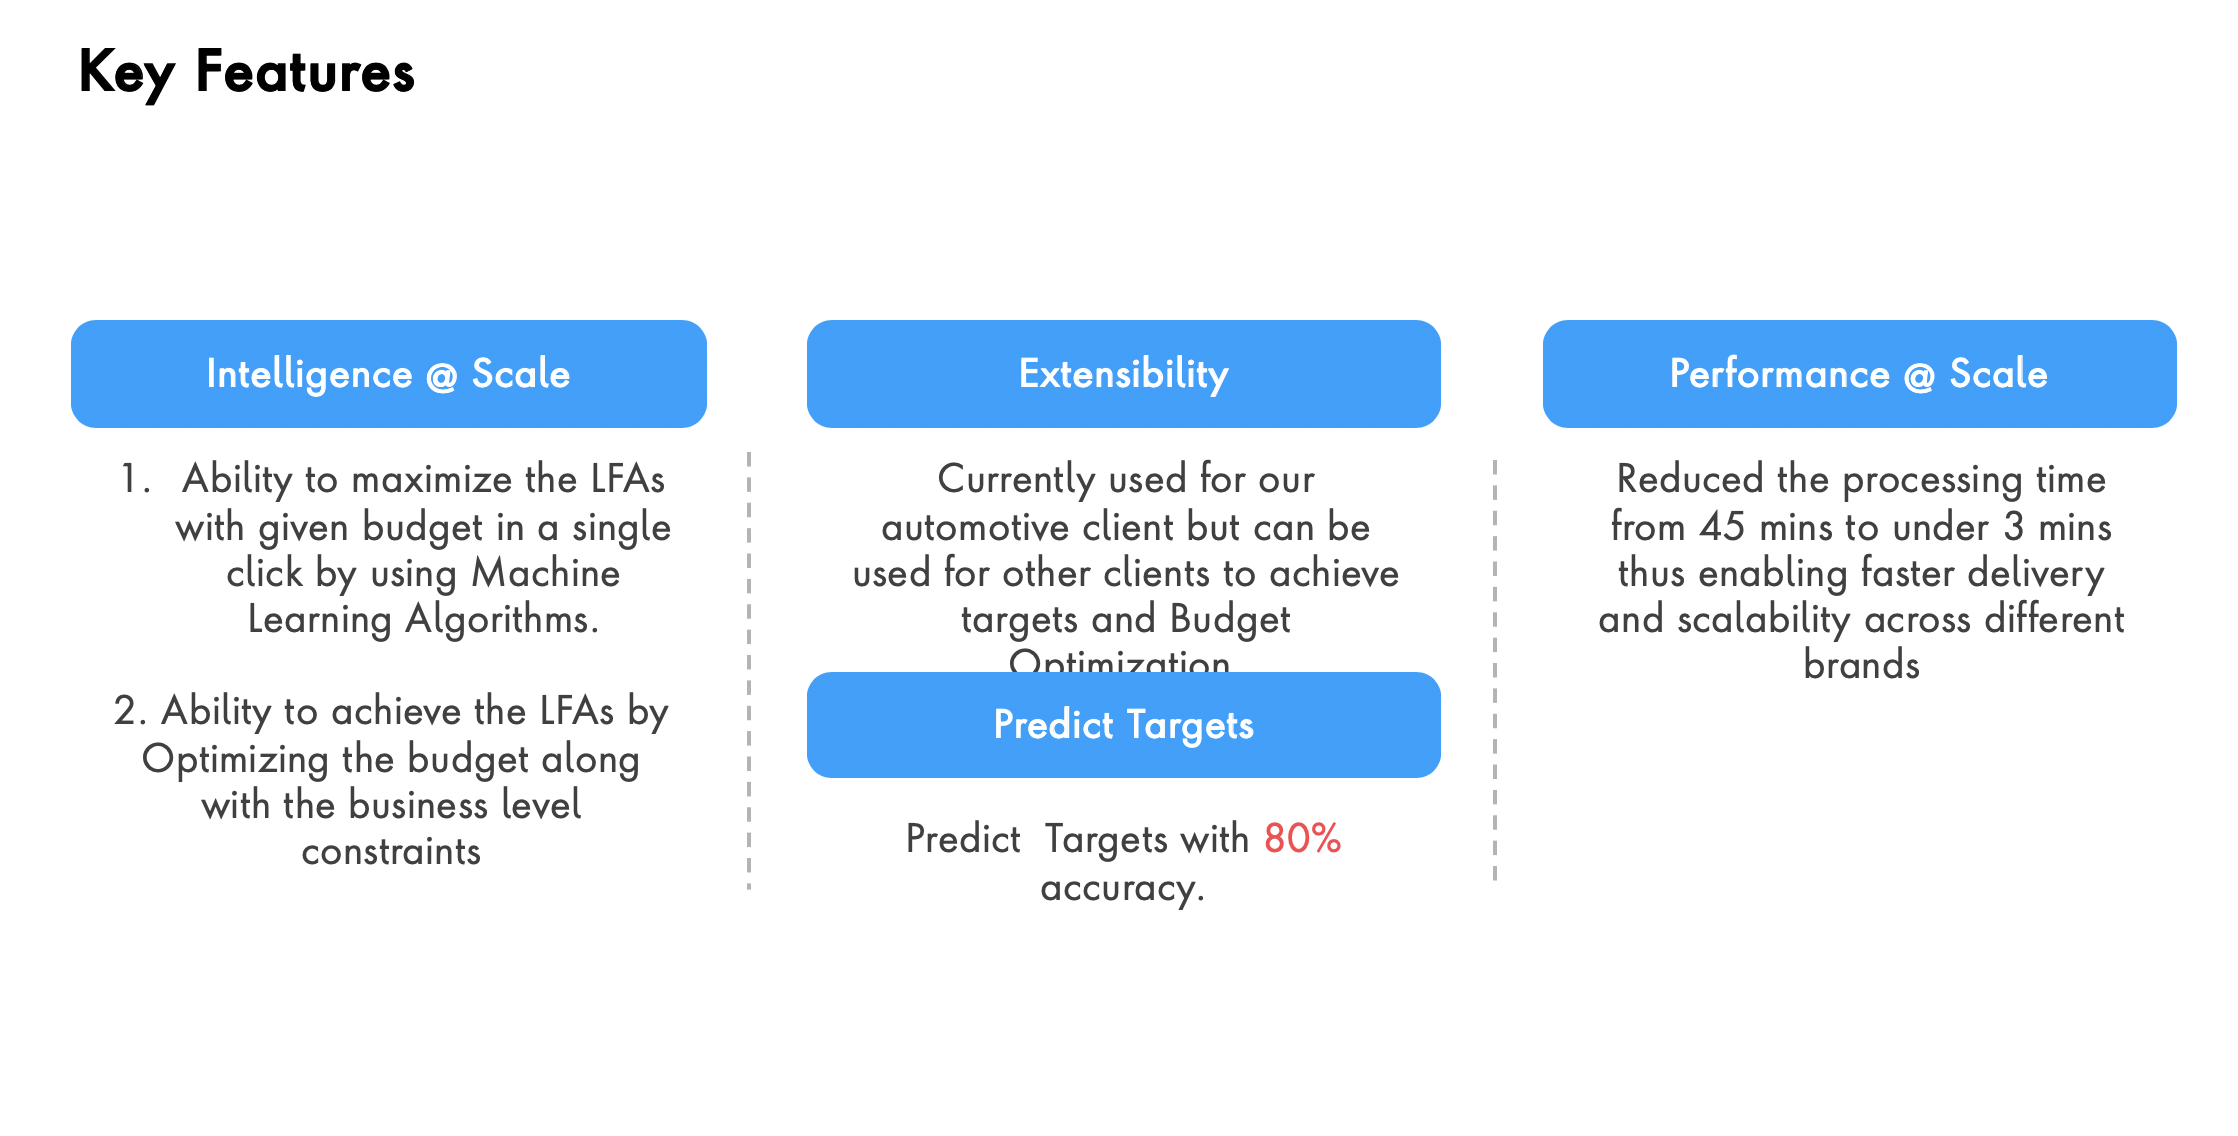 Key Features
Intelligence @ Scale
1. Ability to maximize the LFAs
with given budget in a single
click by using Machine
Learning Algorithms.
2. Ability to achieve the LFAs by
Optimizing the budget along
with the business level
constraints
Extensibility
Currently used for our
automotive client but can be
used for other clients to achieve
targets and Budget
Optimization
Predict Targets
Predict  Targets with 80%
accuracy.
Performance @ Scale
Reduced the processing time
from 45 mins to under 3 mins
thus enabling faster delivery
and scalability across different
brands